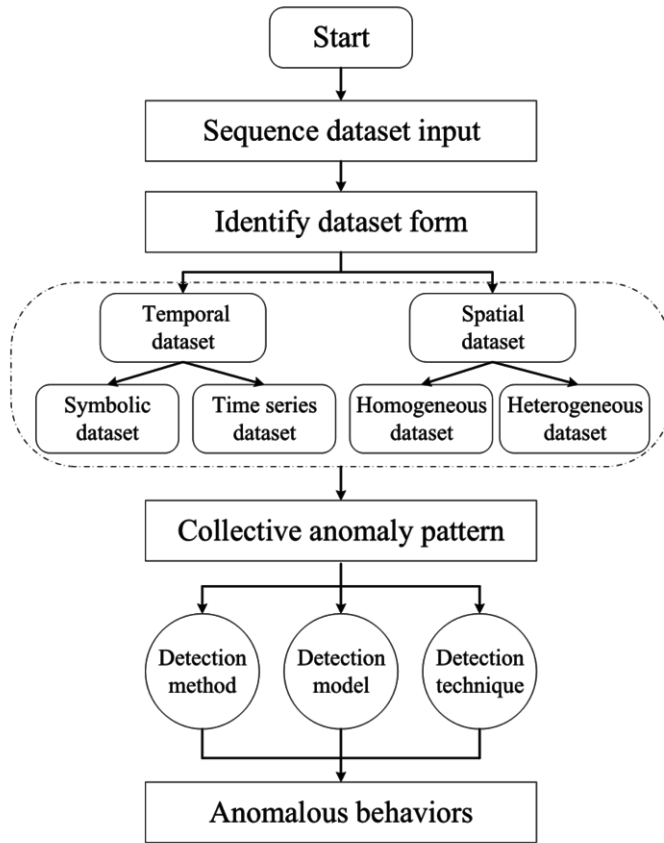 Start
Sequence dataset input
Identify dataset form
Temporal
dataset
Spatial
dataset
Symbolic
dataset
Time series
dataset
Homogeneous
dataset
Heterogeneous
dataset
Collective anomaly pattern
Detection
method
Detection
model
Detection
technique
Anomalous behaviors